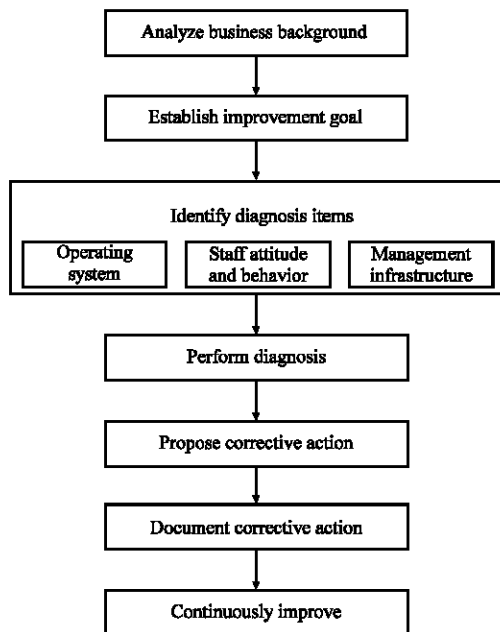 Analyze business background
Establish improvement goal
Identify diagnosis items
Operating
system
Staff attitude
and behavior
Management
infrastructure
Perform diagnosis
Propose corrective action
Document corrective action
Continuously improve